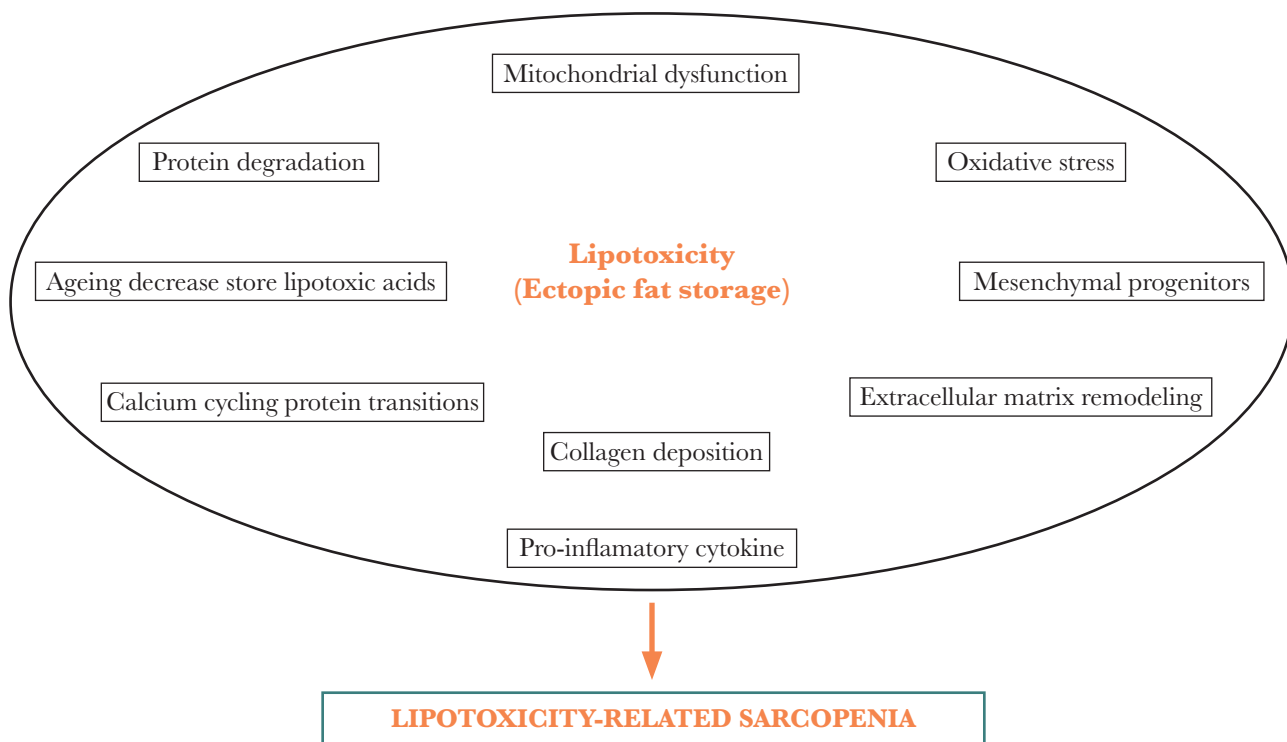 Mitochondrial dysfunction
Protein degradation
Oxidative stress
Lipotoxicity
(Ectopic fat storage)
Ageing decrease store lipotoxic acids
Mesenchymal progenitors
Calcium cycling protein transitions
Extracellular matrix remodeling
Collagen deposition
Pro-inflamatory cytokine
LIPOTOXICITY-RELATED SARCOPENIA